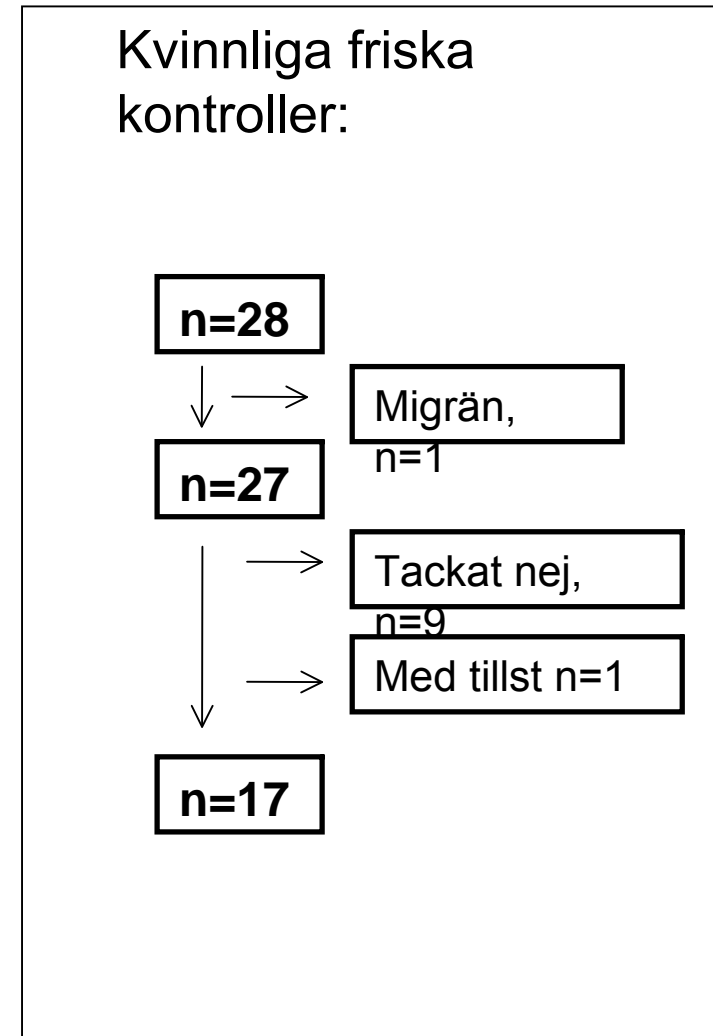 Kvinnliga friska
kontroller:
n=28
Migrän,
n=1
n=27
Tackat nej,
n=9
Med tillst n=1
n=17